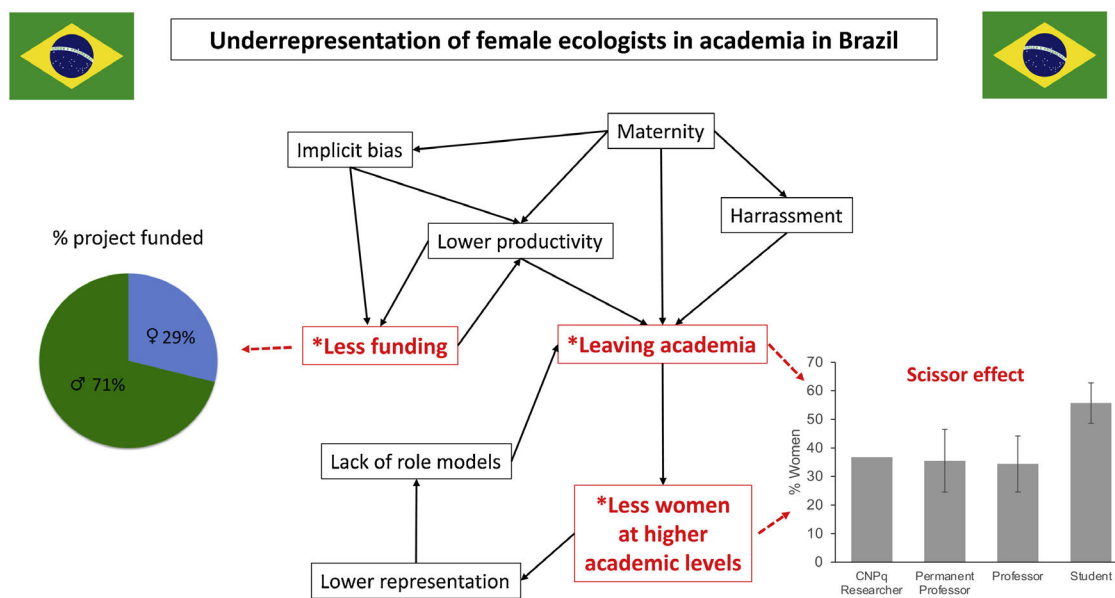 Underrepresentation of female ecologists in academia in Brazil
Maternity
Implicit bias
Harrassment
Lower productivity
% project funded
♀ 29%
♂ 71%
*Less funding
*Leaving academia
Lack of role models
*Less women
at higher
academic levels
Lower representation
Scissor effect
% Women
70
60
50
40
30
20
10
0
CNPq
Researcher
Permanent
Professor
Professor
Student